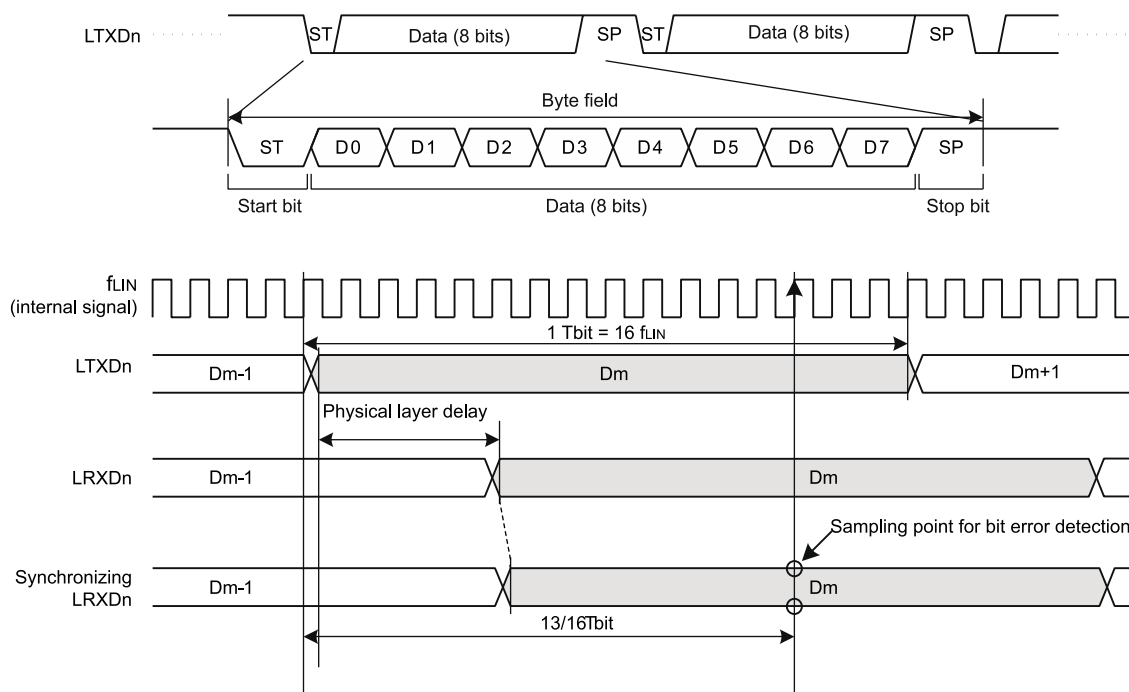 LTXDn ST Data (8 bits) SP ST Data (8 bits) SP
Byte field
ST D0 D1 D2 D3 D4 D5 D6 D7 SP
Start bit Data (8 bits) Stop bit
fLIN
(internal signal)
1 Tbit = 16 fLIN
LTXDn Dm-1 Dm Dm+1
Physical layer delay
LRXDn Dm-1 Dm
Sampling point for bit error detection
Synchronizing
LRXDn Dm-1 Dm
13/16Tbit